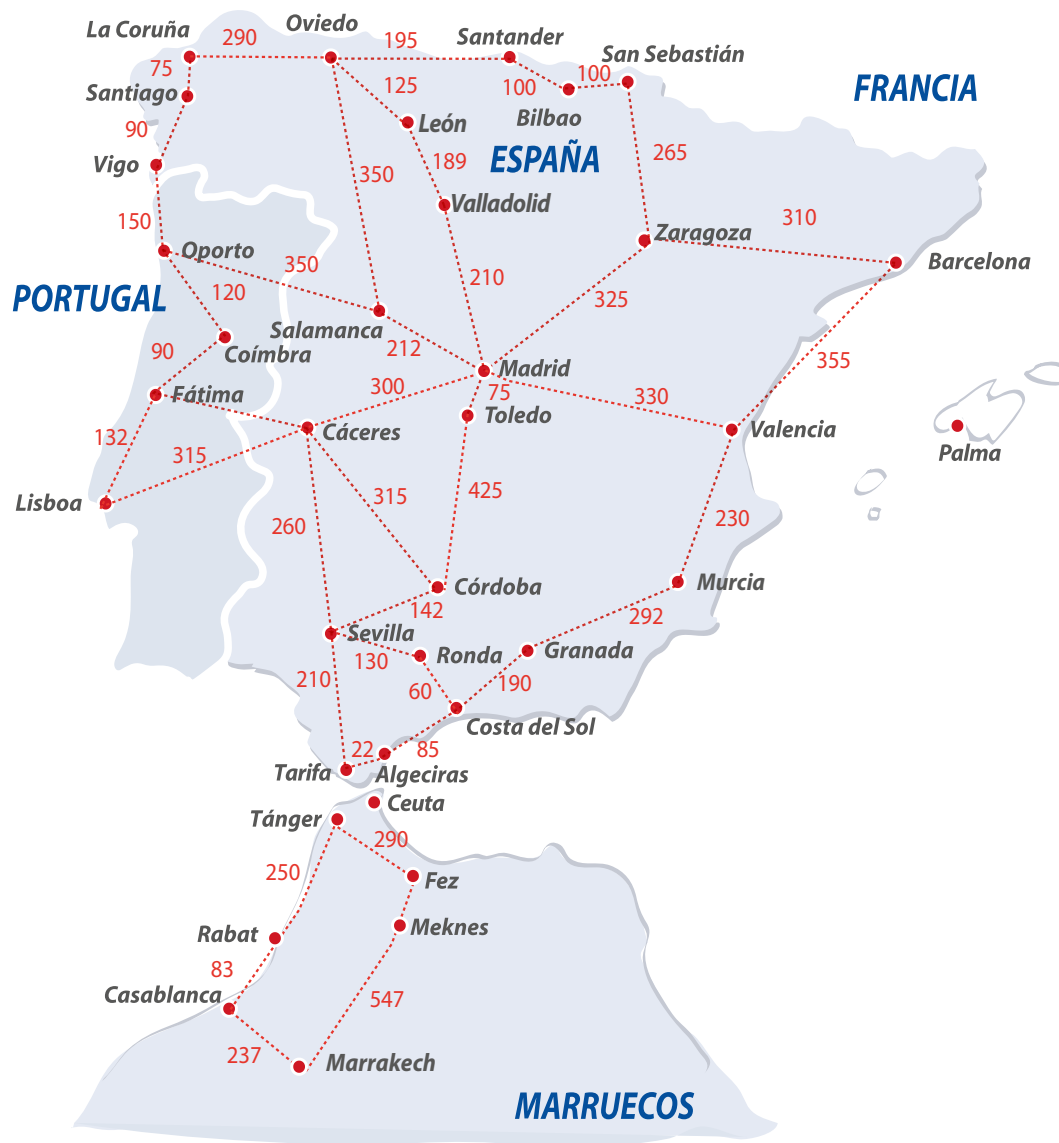 La Coruña
290
Oviedo
195
Santander
San Sebastián
75
100
100
Santiago
125
Bilbao
FRANCIA
90
León
ESPAÑA
Vigo
350
189
265
150
Valladolid
Oporto
350
Zaragoza
310
Barcelona
PORTUGAL
120
210
325
Salamanca
212
90
Coímbra
355
Fátima
300
Madrid
75
330
Toledo
Valencia
Cáceres
Palma
132
315
Lisboa
260
315
425
230
Córdoba
Murcia
142
292
Sevilla
130
Ronda
Granada
210
60
190
Costa del Sol
22
85
Tarifa
Algeciras
Ceuta
Tánger
290
250
Fez
Rabat
Meknes
83
Casablanca
547
237
Marrakech
MARRUECOS